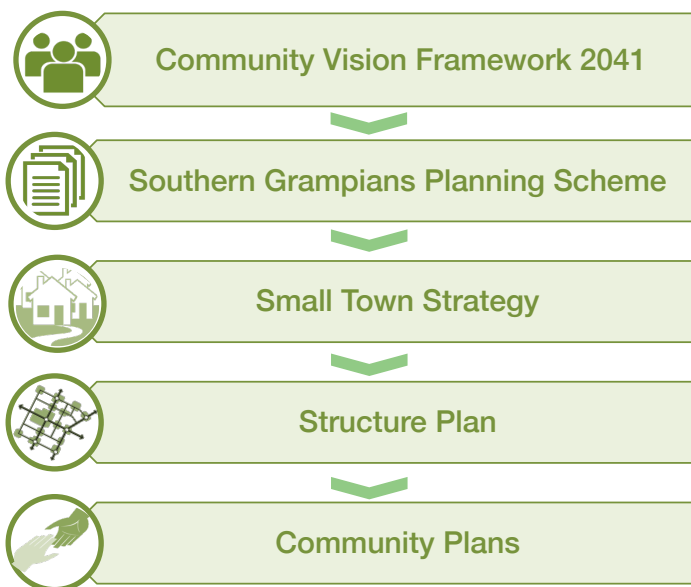 Community Vision Framework 2041
Southern Grampians Planning Scheme
Small Town Strategy
Structure Plan
Community Plans